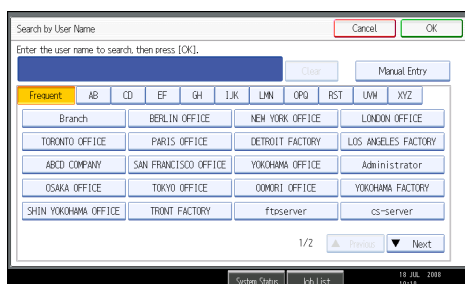 Search by User Name Cancel OK
Enter the user name to search, then press [OK].
Clear Manual Entry
Frequent AB CD EF GH IJK LMN OPQ RST UVW XYZ
Branch BERLIN OFFICE NEW YORK OFFICE LONDON OFFICE
TORONTO OFFICE PARIS OFFICE DETROIT FACTORY LOS ANGELES FACTORY
ABCD COMPANY SAN FRANCISCO OFFICE YOKOHAMA OFFICE Administrator
OSAKA OFFICE TOKYO OFFICE OOMORI OFFICE YOKOHAMA FACTORY
SHIN YOKOHAMA OFFICE TRONT FACTORY ftpserver cs-server
1/2 ▲ Previous ▼ Next
System Status Job List 18 JUL 2008